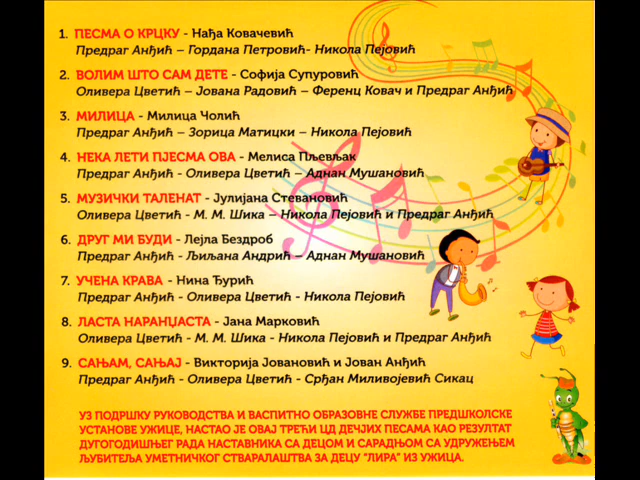 1. ПЕСМА О КРЦКУ - Нађа Ковачевић
Предраг Анђић – Гордана Петровић- Никола Пејовић
2. ВОЛИМ ШТО САМ ДЕТЕ - Софија Супуровић
Оливера Цветић – Јована Радовић – Ференц Ковач и Предраг Анђић
3. МИЛИЦА - Милица Чолић
Предраг Анђић – Зорица Матицки – Никола Пејовић
4. НЕКА ЛЕТИ ПЈЕСМА ОВА - Мелиса Пљевљак
Предраг Анђић - Оливера Цветић – Аднан Мушановић
5. МУЗИЧКИ ТАЛЕНАТ - Јулијана Стевановић
Оливера Цветић - М. М. Шика – Никола Пејовић и Предраг Анђић
6. ДРУГ МИ БУДИ - Лејла Бездроб
Предраг Анђић - Љиљана Андрић – Аднан Мушановић
7. УЧЕНА КРАВА - Нина Ђурић
Предраг Анђић - Оливера Цветић - Никола Пејовић
8. ЛАСТА НАРАНЏАСТА - Јана Марковић
Оливера Цветић - М. М. Шика - Никола Пејовић и Предраг Анђић
9. САЊАМ, САЊАЈ - Викторија Јовановић и Јован Анђић
Предраг Анђић - Оливера Цветић - Срђан Миливојевић Сикац
УЗ ПОДРШКУ РУКОВОДСТВА И ВАСПИТНО ОБРАЗОВНЕ СЛУЖБЕ ПРЕДШКОЛСКЕ
УСТАНОВЕ УЖИЦЕ, НАСТАО ЈЕ ОВАЈ ТРЕЋИ ЦД ДЕЧЈИХ ПЕСАМА КАО РЕЗУЛТАТ
ДУГОГОДИШЊЕГ РАДА НАСТАВНИКА СА ДЕЦОМ И САРАДЊОМ СА УДРУЖЕЊЕМ
ЉУБИТЕЉА УМЕТНИЧКОГ СТВАРАЛАШТВА ЗА ДЕЦУ "ЛИРА" ИЗ УЖИЦА.